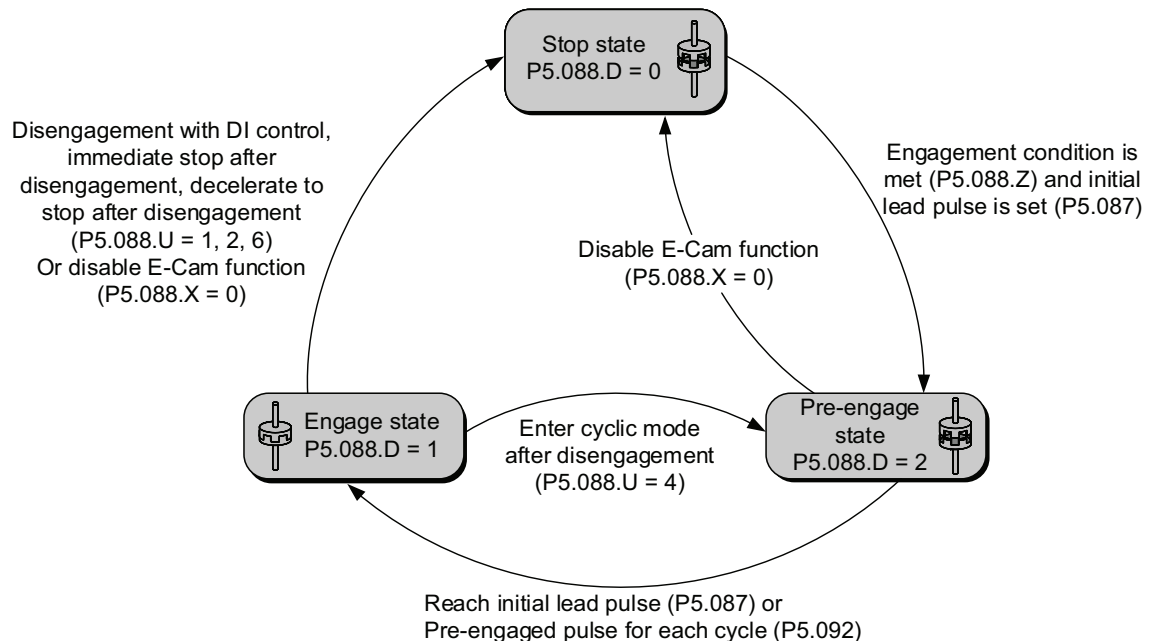 Stop state
P5.088.D = 0
Disengagement with DI control,
immediate stop after
disengagement, decelerate to
stop after disengagement
(P5.088.U = 1, 2, 6)
Or disable E-Cam function
(P5.088.X = 0)
Engagement condition is
met (P5.088.Z) and initial
lead pulse is set (P5.087)
Disable E-Cam function
(P5.088.X = 0)
Engage state
P5.088.D = 1
Enter cyclic mode
after disengagement
(P5.088.U = 4)
Pre-engage
state
P5.088.D = 2
Reach initial lead pulse (P5.087) or
Pre-engaged pulse for each cycle (P5.092)